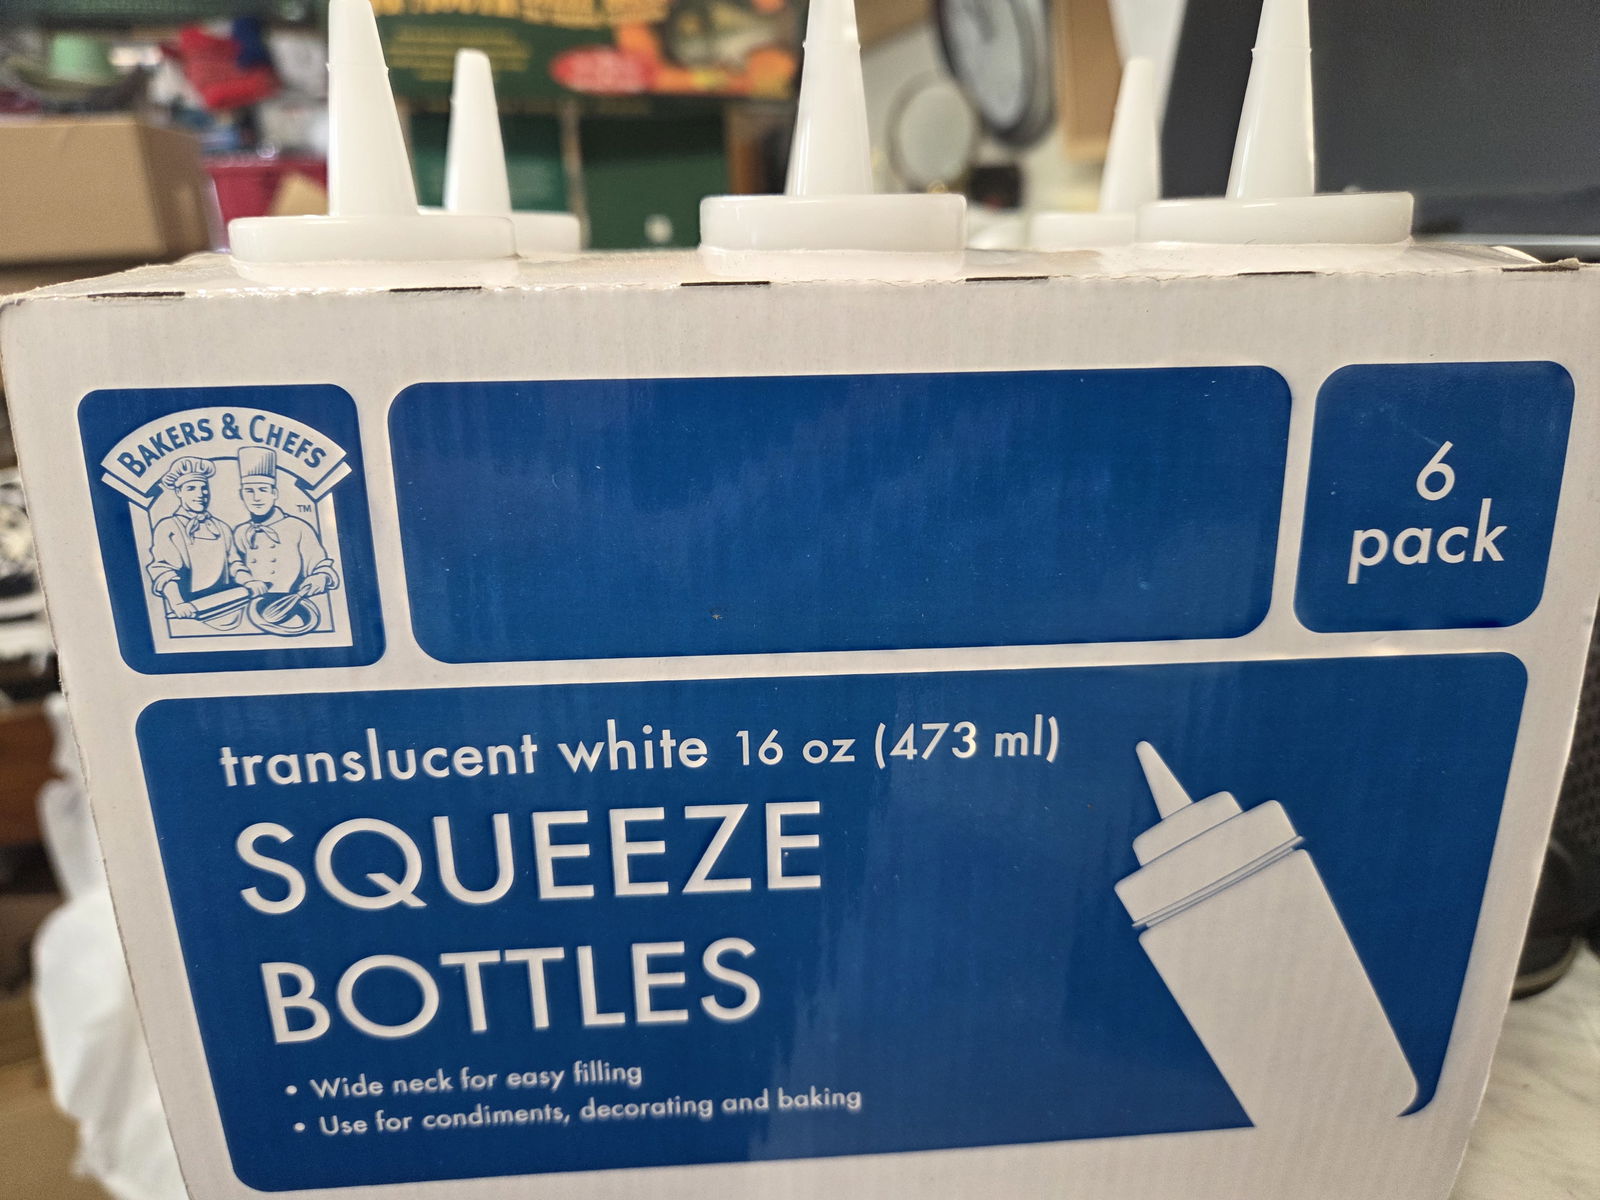 BAKERS & CHEFS
TM
6
pack
translucent white 16 oz (473 ml)
SQUEEZE
BOTTLES
• Wide neck for easy filling
• Use for condiments, decorating and baking